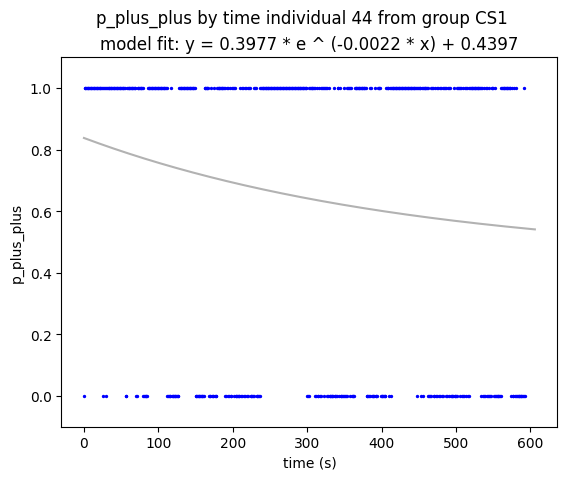 p_plus_plus by time individual 44 from group CS1
model fit: y = 0.3977 * e ^ (-0.0022 * x) + 0.4397
1.0
0.8
0.6
0.4
0.2
0.0
p_plus_plus
0 100 200 300 400 500 600
time (s)